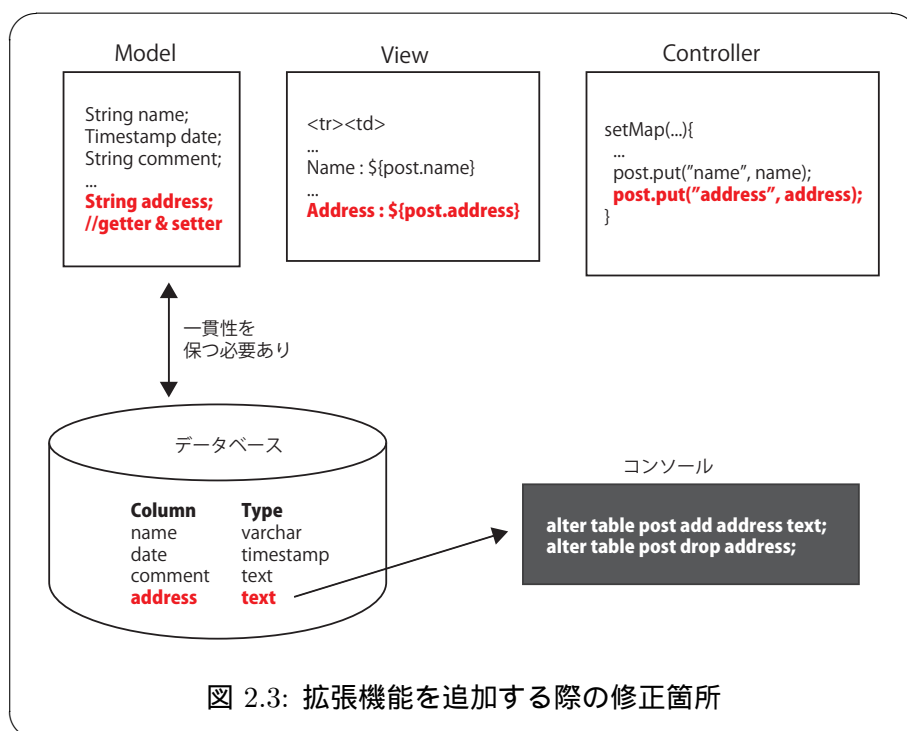 Model
String name;
Timestamp date;
String comment;
...
String address;
//getter & setter
View
<tr><td>
...
Name : ${post.name}
...
Address : ${post.address}
Controller
setMap(...){
...
post.put(”name”, name);
post.put(”address”, address);
}
一貫性を
保つ必要あり
データベース
Column Type
name varchar
date timestamp
comment text
address text
コンソール
alter table post add address text;
alter table post drop address;
図 2.3: 拡張機能を追加する際の修正箇所